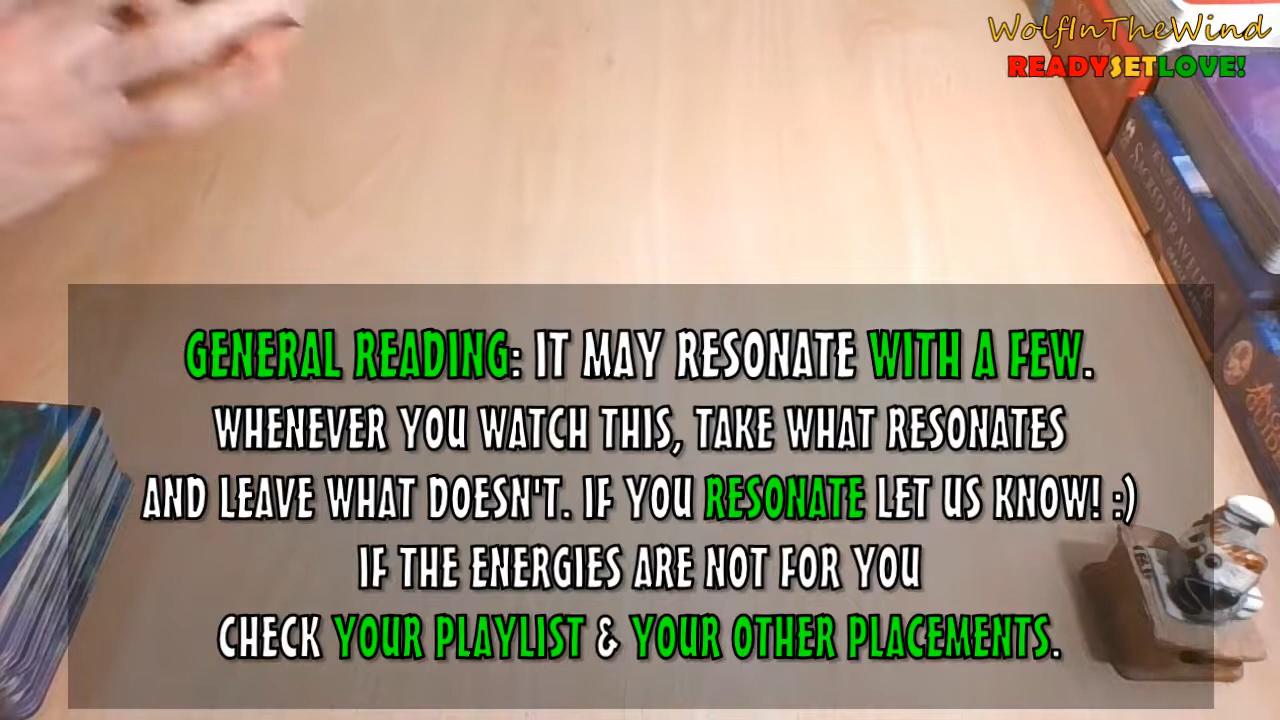 WolfInTheWind
READYSETLOVE!
SACRED TRAVELER
GENERAL READING: IT MAY RESONATE WITH A FEW.
WHENEVER YOU WATCH THIS, TAKE WHAT RESONATES
AND LEAVE WHAT DOESN'T. IF YOU RESONATE LET US KNOW! :)
IF THE ENERGIES ARE NOT FOR YOU
CHECK YOUR PLAYLIST & YOUR OTHER PLACEMENTS.